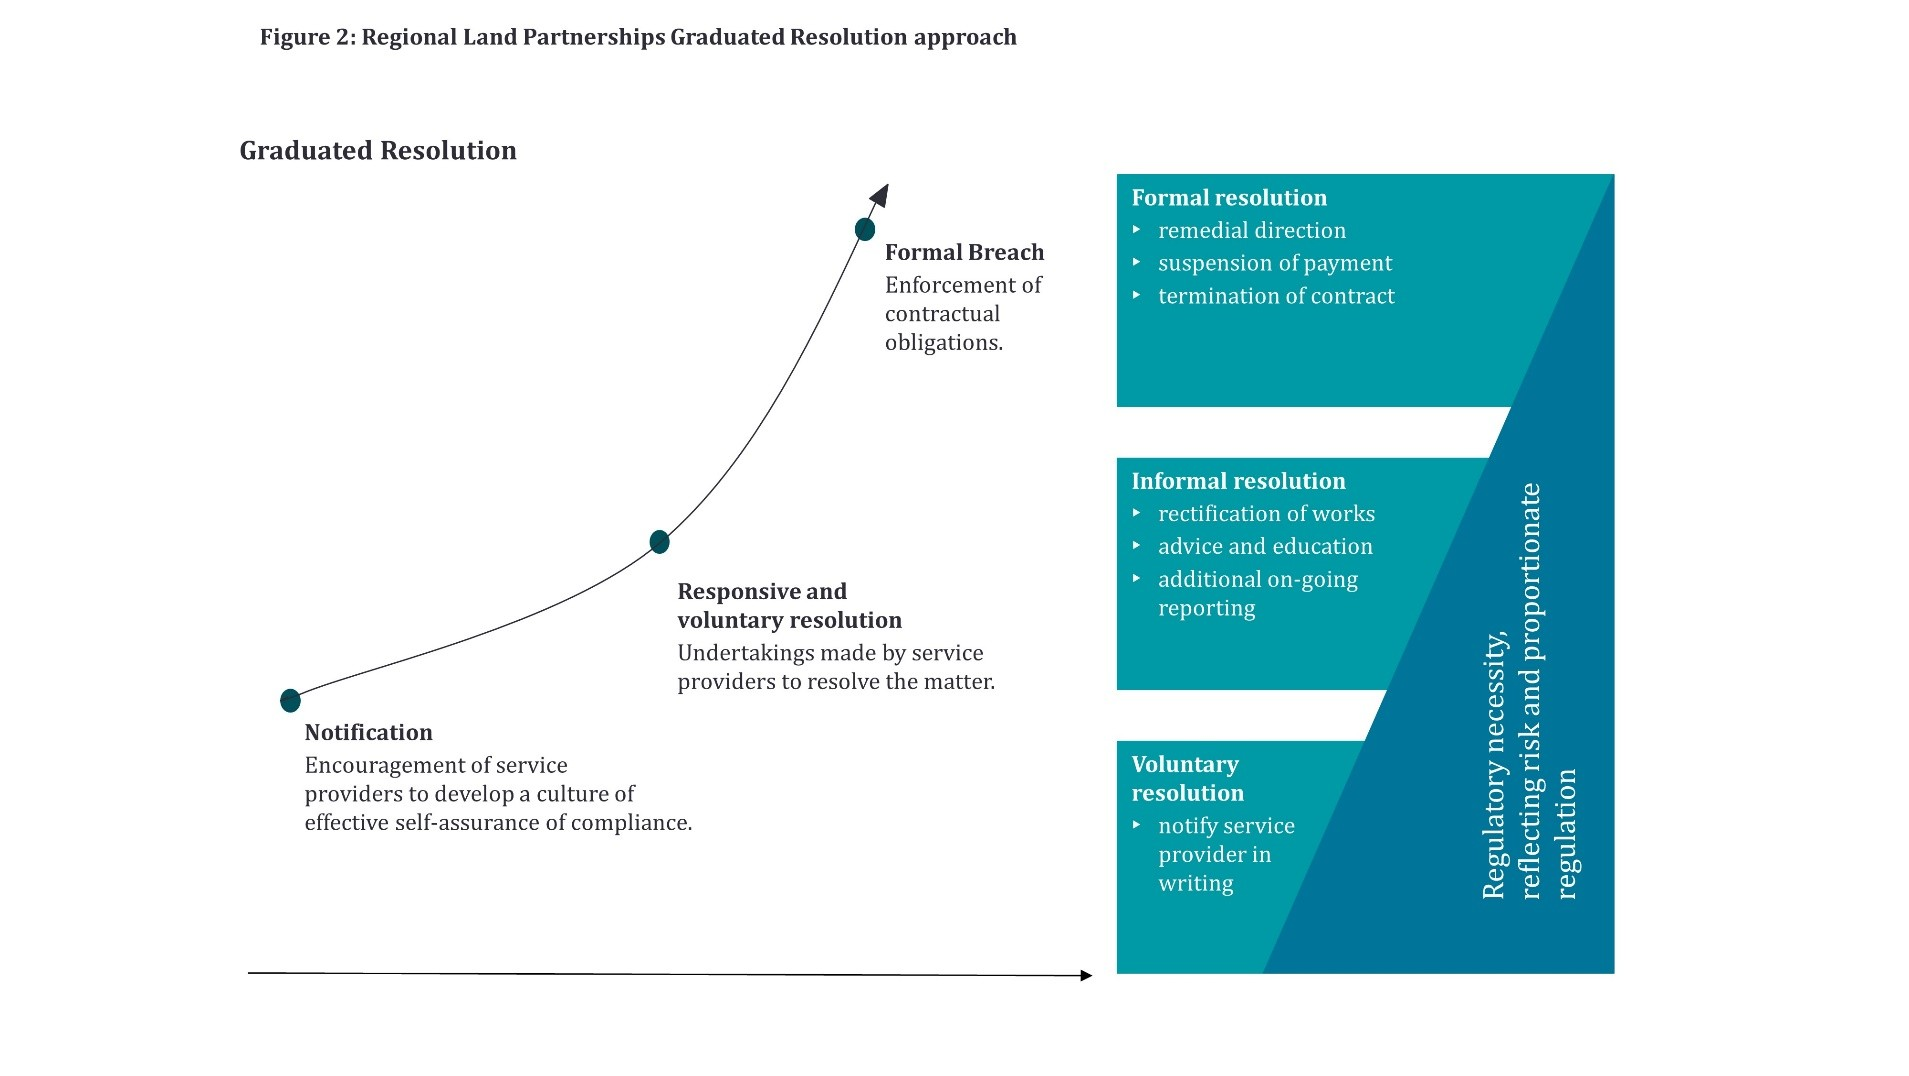 Figure 2: Regional Land Partnerships Graduated Resolution approach
Graduated Resolution
Formal Breach
Enforcement of
contractual
obligations.
Responsive and
voluntary resolution
Undertakings made by service
providers to resolve the matter.
Notification
Encouragement of service
providers to develop a culture of
effective self-assurance of compliance.
Formal resolution
‣ remedial direction
‣ suspension of payment
‣ termination of contract
Informal resolution
‣ rectification of works
‣ advice and education
‣ additional on-going
reporting
Voluntary
resolution
‣ notify service
provider in
writing
Regulatory necessity,
reflecting risk and proportionate
regulation